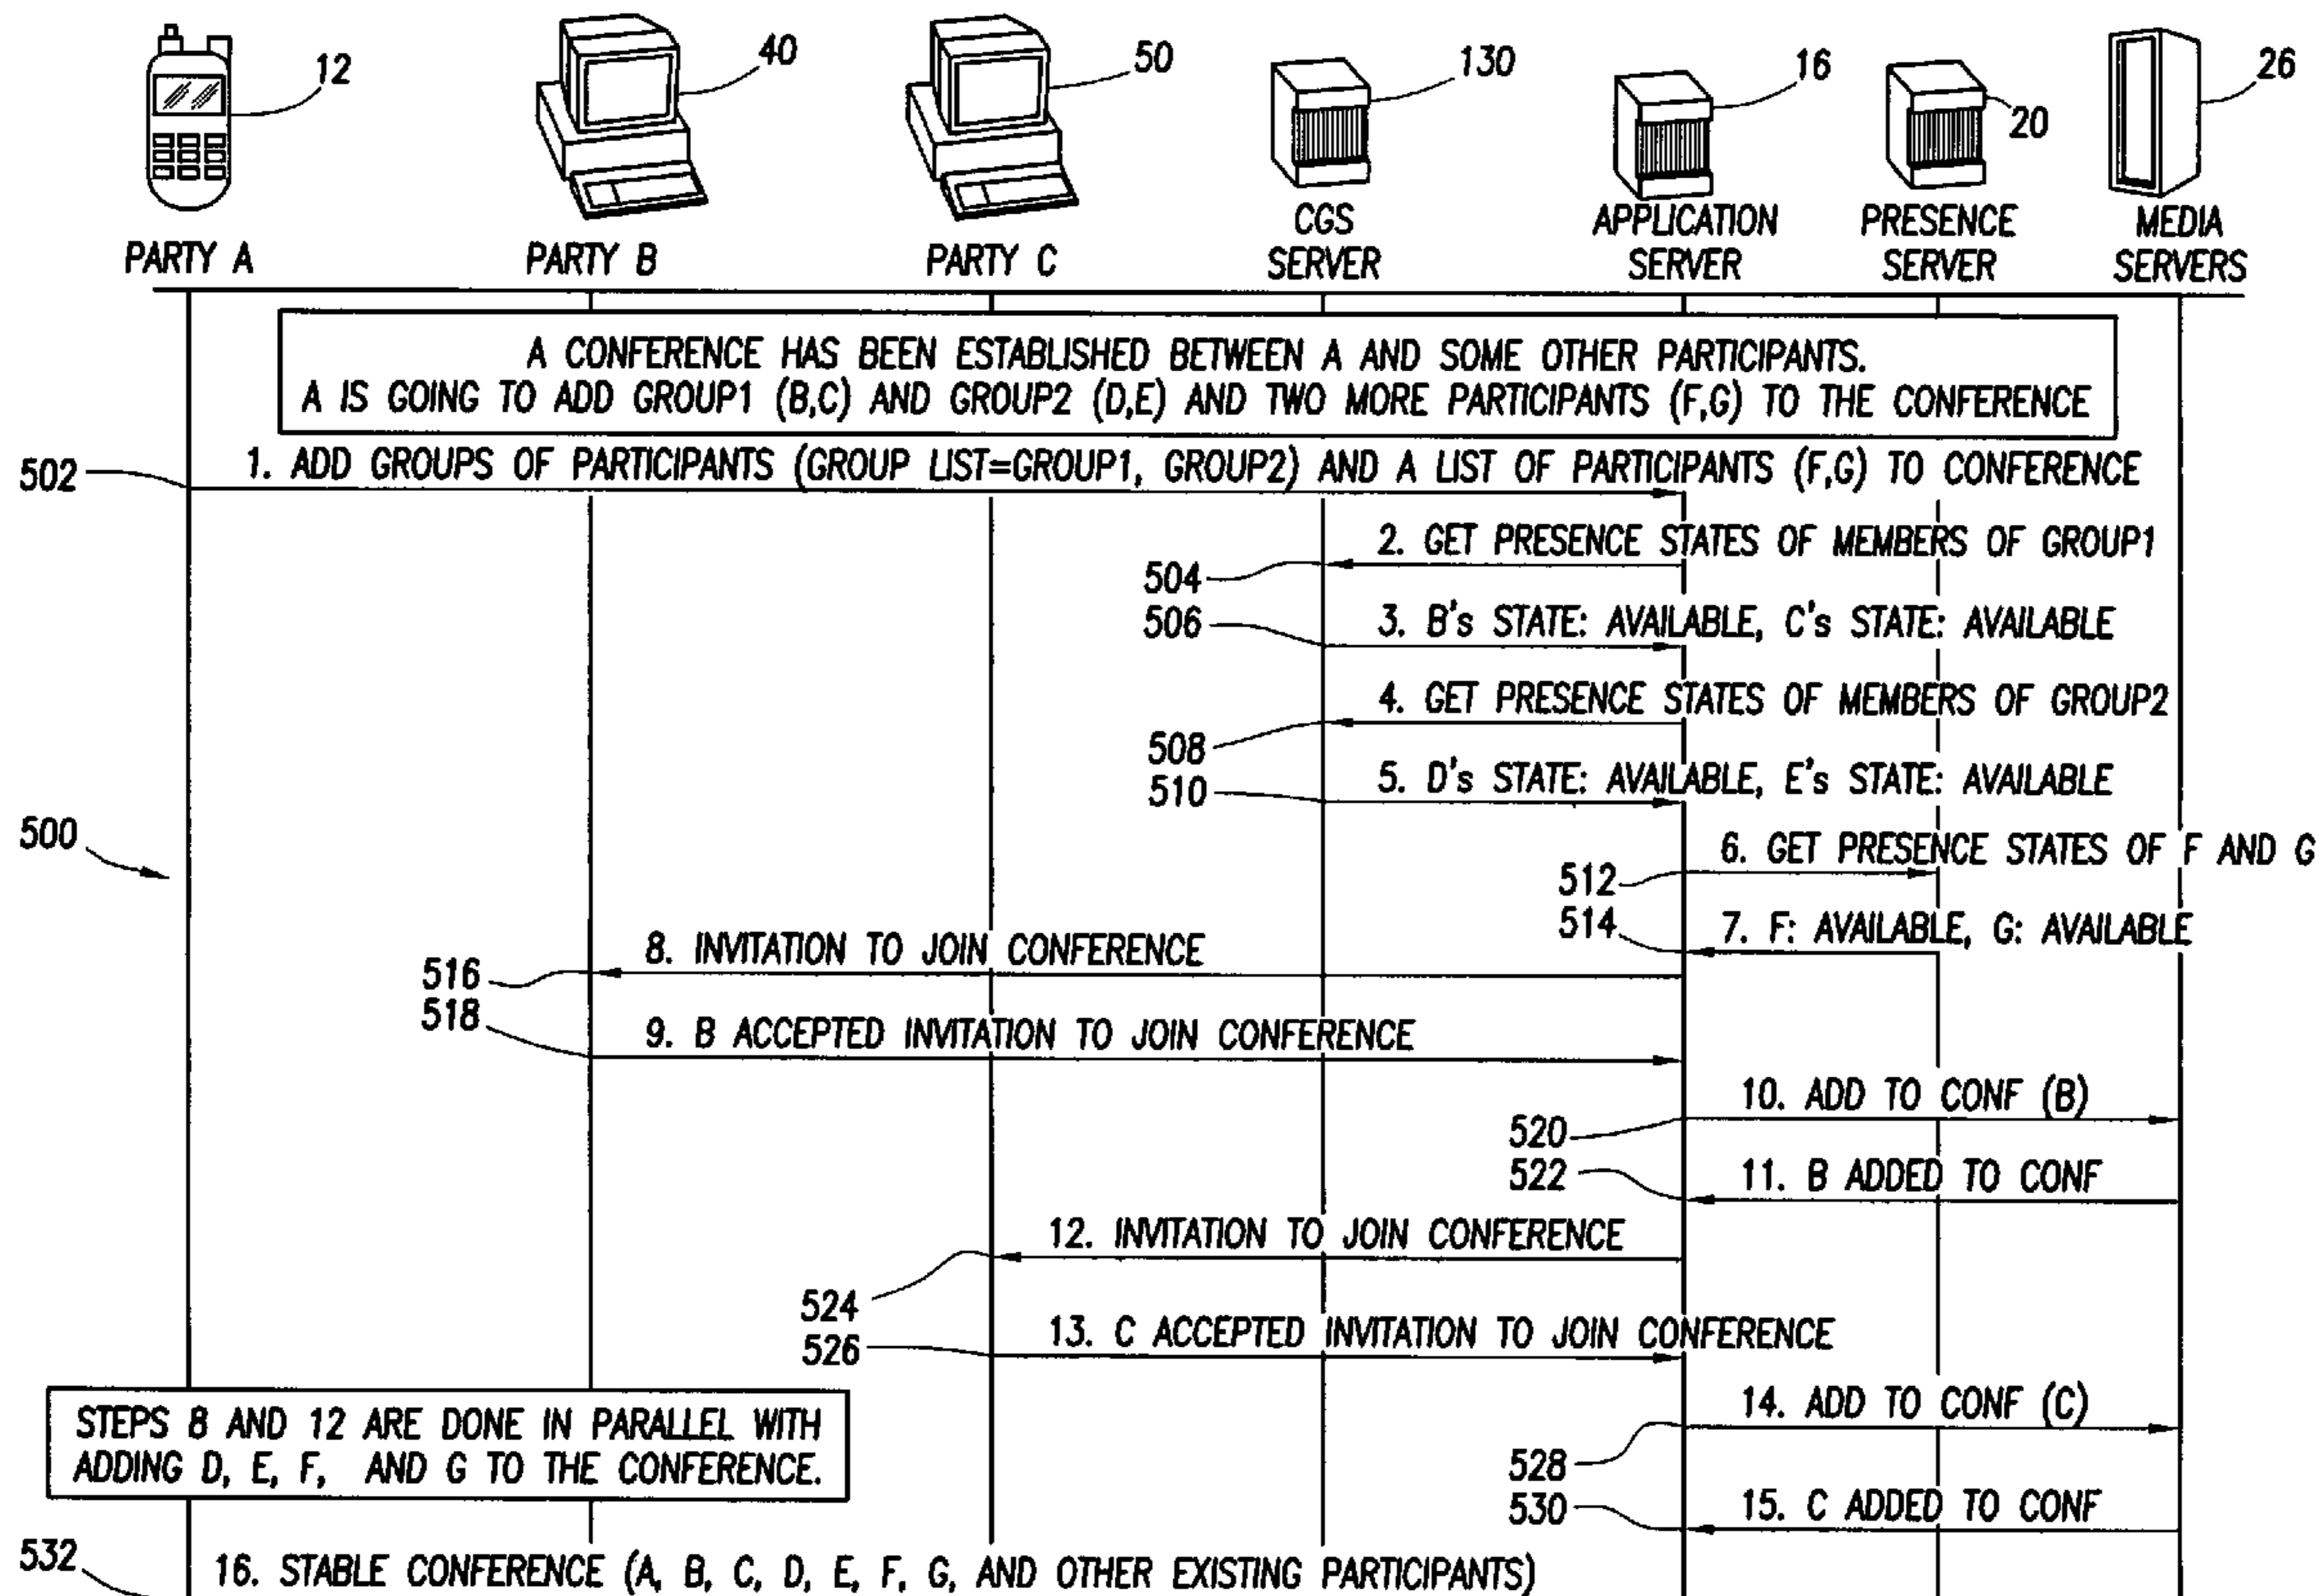 12
40
50
130
16
20
26
PARTY A
PARTY B
PARTY C
CGS
SERVER
APPLICATION
SERVER
PRESENCE
SERVER
MEDIA
SERVERS
A CONFERENCE HAS BEEN ESTABLISHED BETWEEN A AND SOME OTHER PARTICIPANTS.
A IS GOING TO ADD GROUP1 (B,C) AND GROUP2 (D,E) AND TWO MORE PARTICIPANTS (F,G) TO THE CONFERENCE
502
1. ADD GROUPS OF PARTICIPANTS (GROUP LIST=GROUP1, GROUP2) AND A LIST OF PARTICIPANTS (F,G) TO CONFERENCE
2. GET PRESENCE STATES OF MEMBERS OF GROUP1
504
506
3. B's STATE: AVAILABLE, C's STATE: AVAILABLE
4. GET PRESENCE STATES OF MEMBERS OF GROUP2
508
510
5. D's STATE: AVAILABLE, E's STATE: AVAILABLE
500
6. GET PRESENCE STATES OF F AND G
512
514
7. F: AVAILABLE, G: AVAILABLE
8. INVITATION TO JOIN CONFERENCE
516
518
9. B ACCEPTED INVITATION TO JOIN CONFERENCE
10. ADD TO CONF (B)
520
522
11. B ADDED TO CONF
12. INVITATION TO JOIN CONFERENCE
524
526
13. C ACCEPTED INVITATION TO JOIN CONFERENCE
STEPS 8 AND 12 ARE DONE IN PARALLEL WITH
ADDING D, E, F, AND G TO THE CONFERENCE.
14. ADD TO CONF (C)
528
530
15. C ADDED TO CONF
532
16. STABLE CONFERENCE (A, B, C, D, E, F, G, AND OTHER EXISTING PARTICIPANTS)